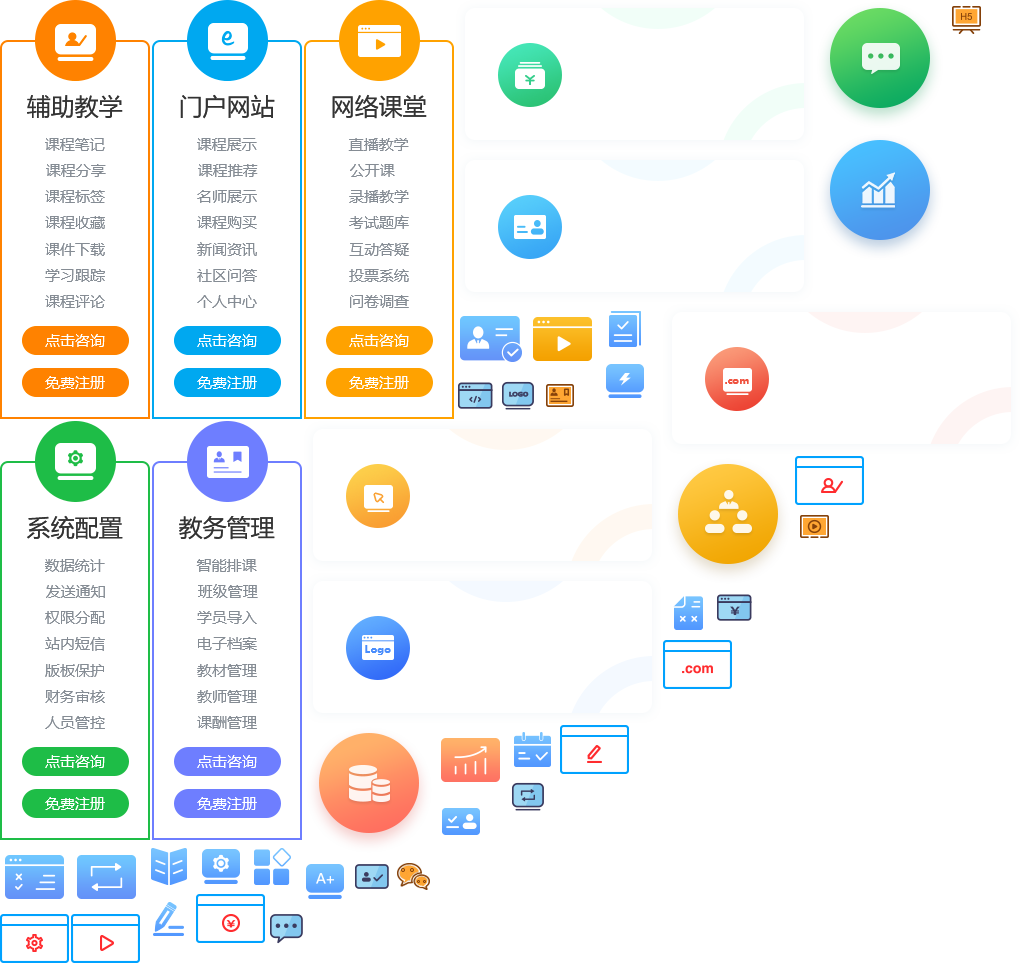 辅助教学
课程笔记
课程分享
课程标签
课程收藏
课件下载
学习跟踪
课程评论
点击咨询
免费注册
门户网站
课程展示
课程推荐
名师展示
课程购买
新闻资讯
社区问答
个人中心
点击咨询
免费注册
网络课堂
直播教学
公开课
录播教学
考试题库
互动答疑
投票系统
问卷调查
点击咨询
免费注册
H5
¥
LOGO
</>
.com
系统配置
数据统计
发送通知
权限分配
站内短信
版板保护
财务审核
人员管控
点击咨询
免费注册
教务管理
智能排课
班级管理
学员导入
电子档案
教材管理
教师管理
课酬管理
点击咨询
免费注册
Logo
¥
.com
A+
¥